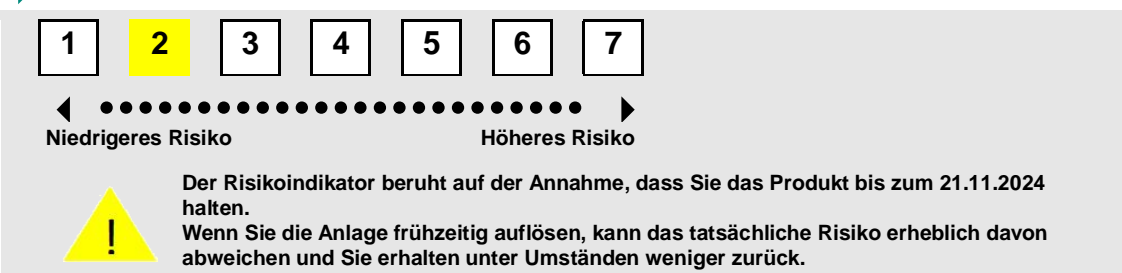 1 2 3 4 5 6 7
Niedrigeres Risiko Höheres Risiko
Der Risikoindikator beruht auf der Annahme, dass Sie das Produkt bis zum 21.11.2024
halten.
Wenn Sie die Anlage frühzeitig auflösen, kann das tatsächliche Risiko erheblich davon
abweichen und Sie erhalten unter Umständen weniger zurück.
!